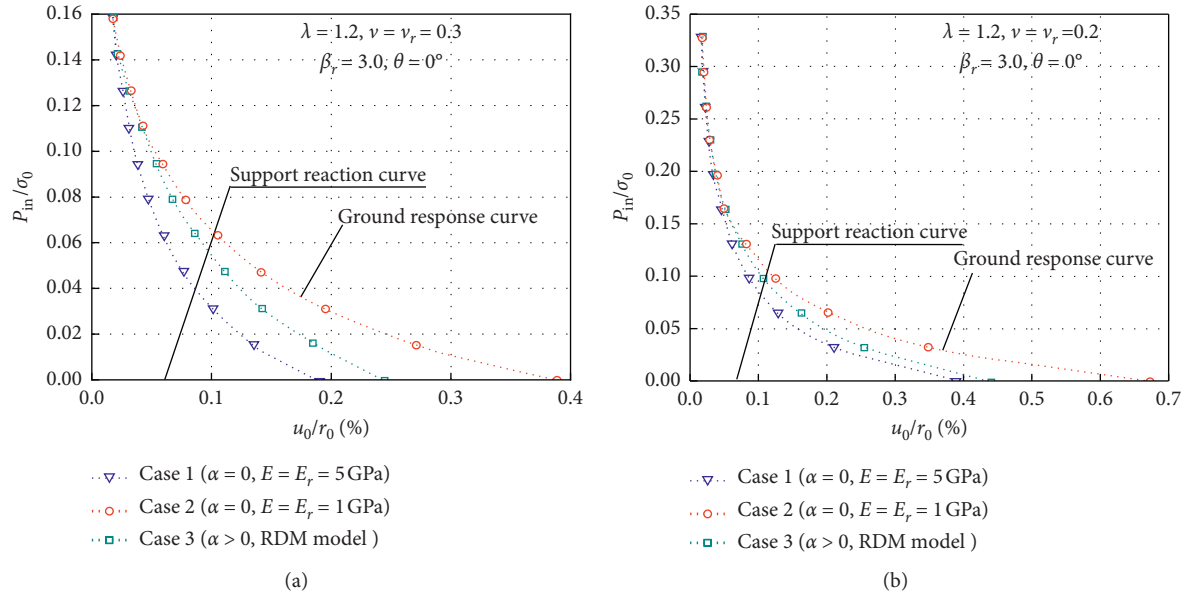 0.16
0.14
0.12
0.10
0.08
0.06
0.04
0.02
0.00
P_in/σ_0
0.0
0.1
0.2
0.3
0.4
u_0/r_0 (%)
λ = 1.2, ν = ν_r = 0.3
β_r = 3.0, θ = 0°
Support reaction curve
Ground response curve
Case 1 (α = 0, E = E_r = 5 GPa)
Case 2 (α = 0, E = E_r = 1 GPa)
Case 3 (α > 0, RDM model )
(a)
0.35
0.30
0.25
0.20
0.15
0.10
0.05
0.00
P_in/σ_0
0.0
0.1
0.2
0.3
0.4
0.5
0.6
0.7
u_0/r_0 (%)
λ = 1.2, ν = ν_r = 0.2
β_r = 3.0, θ = 0°
Support reaction curve
Ground response curve
Case 1 (α = 0, E = E_r = 5 GPa)
Case 2 (α = 0, E = E_r = 1 GPa)
Case 3 (α > 0, RDM model )
(b)